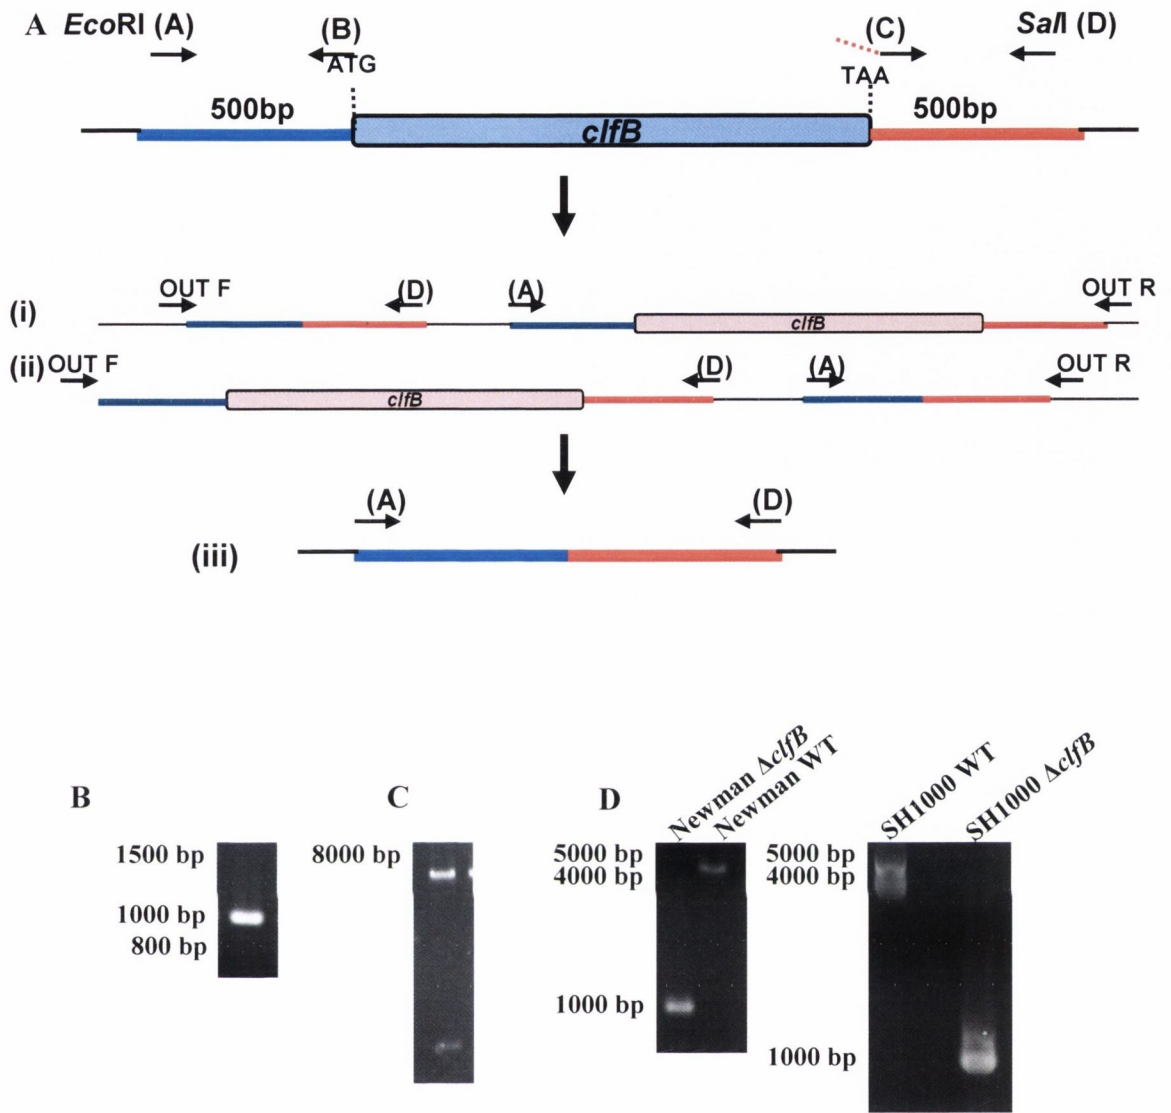 A EcoRI (A) (B) (C) SalI (D)
ATG TAA
500bp 500bp
clfB
(i) OUT F (D) (A) OUT R
clfB
(ii) OUT F (D) (A) OUT R
clfB
(A) (D)
(iii)
B
1500 bp
1000 bp
800 bp
C
8000 bp
D
Newman ΔclfB
Newman WT
5000 bp
4000 bp
1000 bp
SH1000 WT
SH1000 ΔclfB
5000 bp
4000 bp
1000 bp